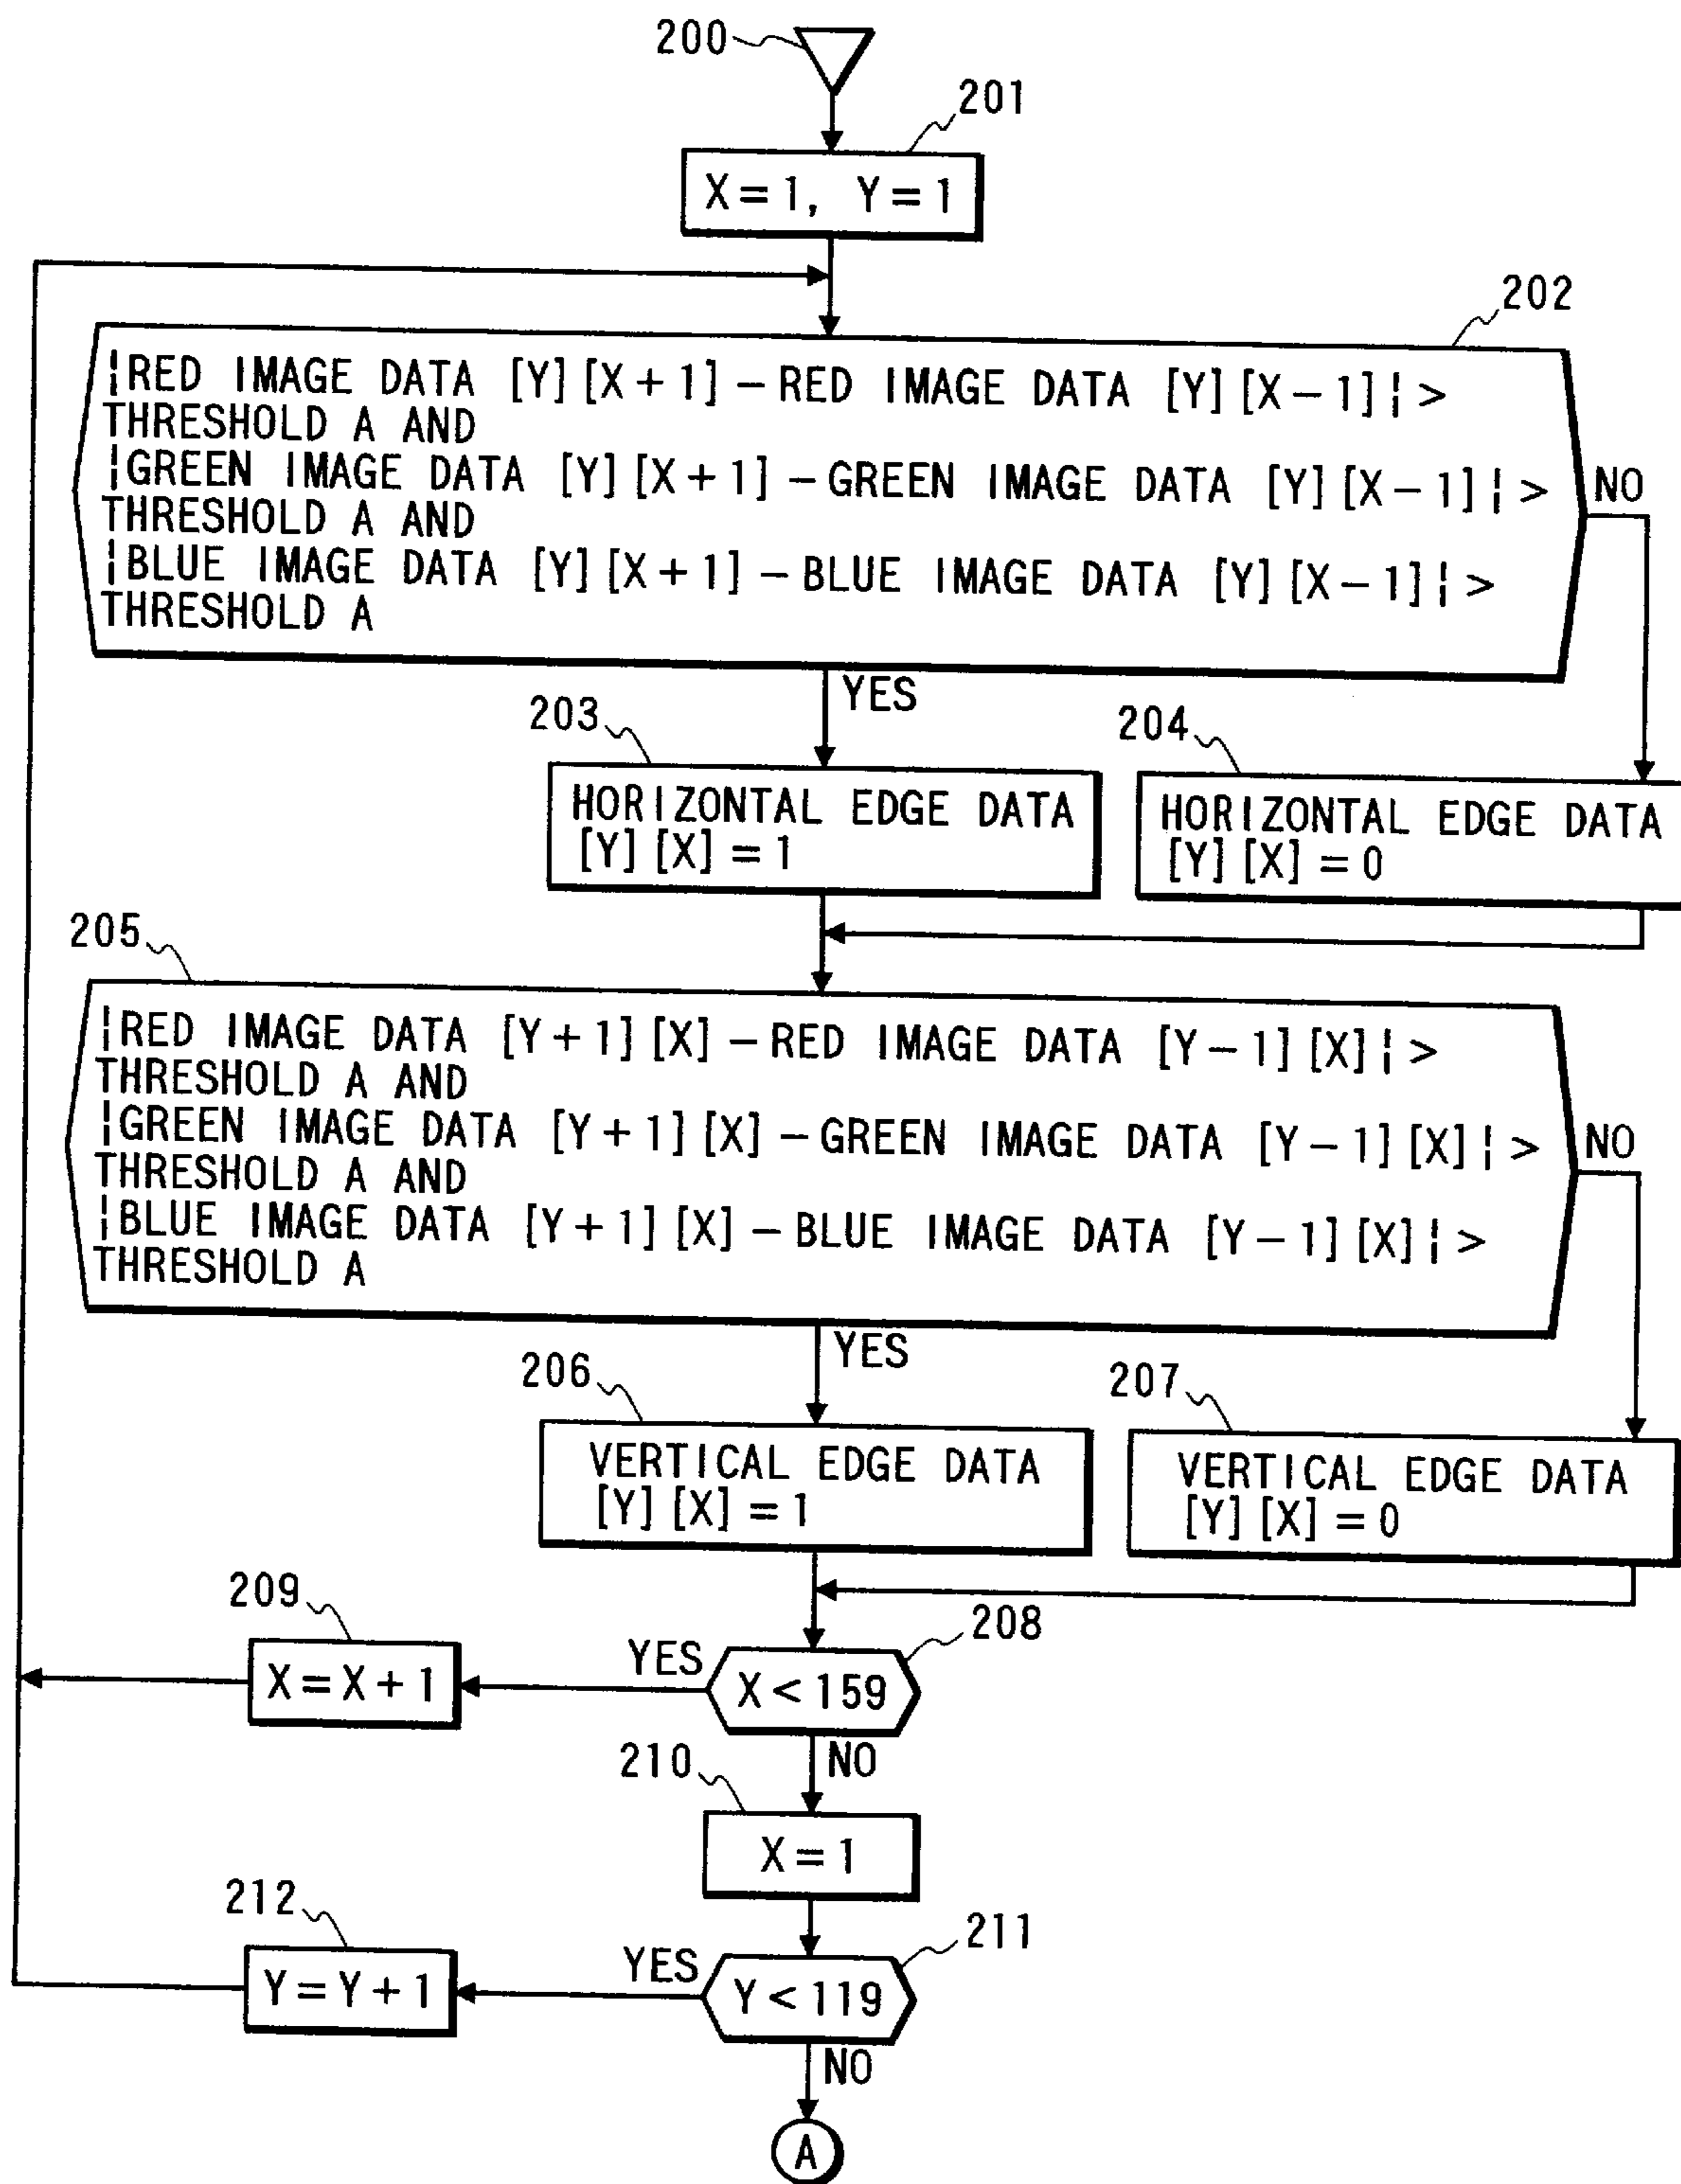 200
201
X=1, Y=1
202
|RED IMAGE DATA [Y][X+1]-RED IMAGE DATA [Y][X-1]|>
THRESHOLD A AND
|GREEN IMAGE DATA [Y][X+1]-GREEN IMAGE DATA [Y][X-1]|>
THRESHOLD A AND
|BLUE IMAGE DATA [Y][X+1]-BLUE IMAGE DATA [Y][X-1]|>
THRESHOLD A
NO
YES
203
HORIZONTAL EDGE DATA
[Y][X]=1
204
HORIZONTAL EDGE DATA
[Y][X]=0
205
|RED IMAGE DATA [Y+1][X]-RED IMAGE DATA [Y-1][X]|>
THRESHOLD A AND
|GREEN IMAGE DATA [Y+1][X]-GREEN IMAGE DATA [Y-1][X]|>
THRESHOLD A AND
|BLUE IMAGE DATA [Y+1][X]-BLUE IMAGE DATA [Y-1][X]|>
THRESHOLD A
NO
YES
206
VERTICAL EDGE DATA
[Y][X]=1
207
VERTICAL EDGE DATA
[Y][X]=0
208
X<159
YES
209
X=X+1
NO
210
X=1
211
Y<119
YES
212
Y=Y+1
NO
A